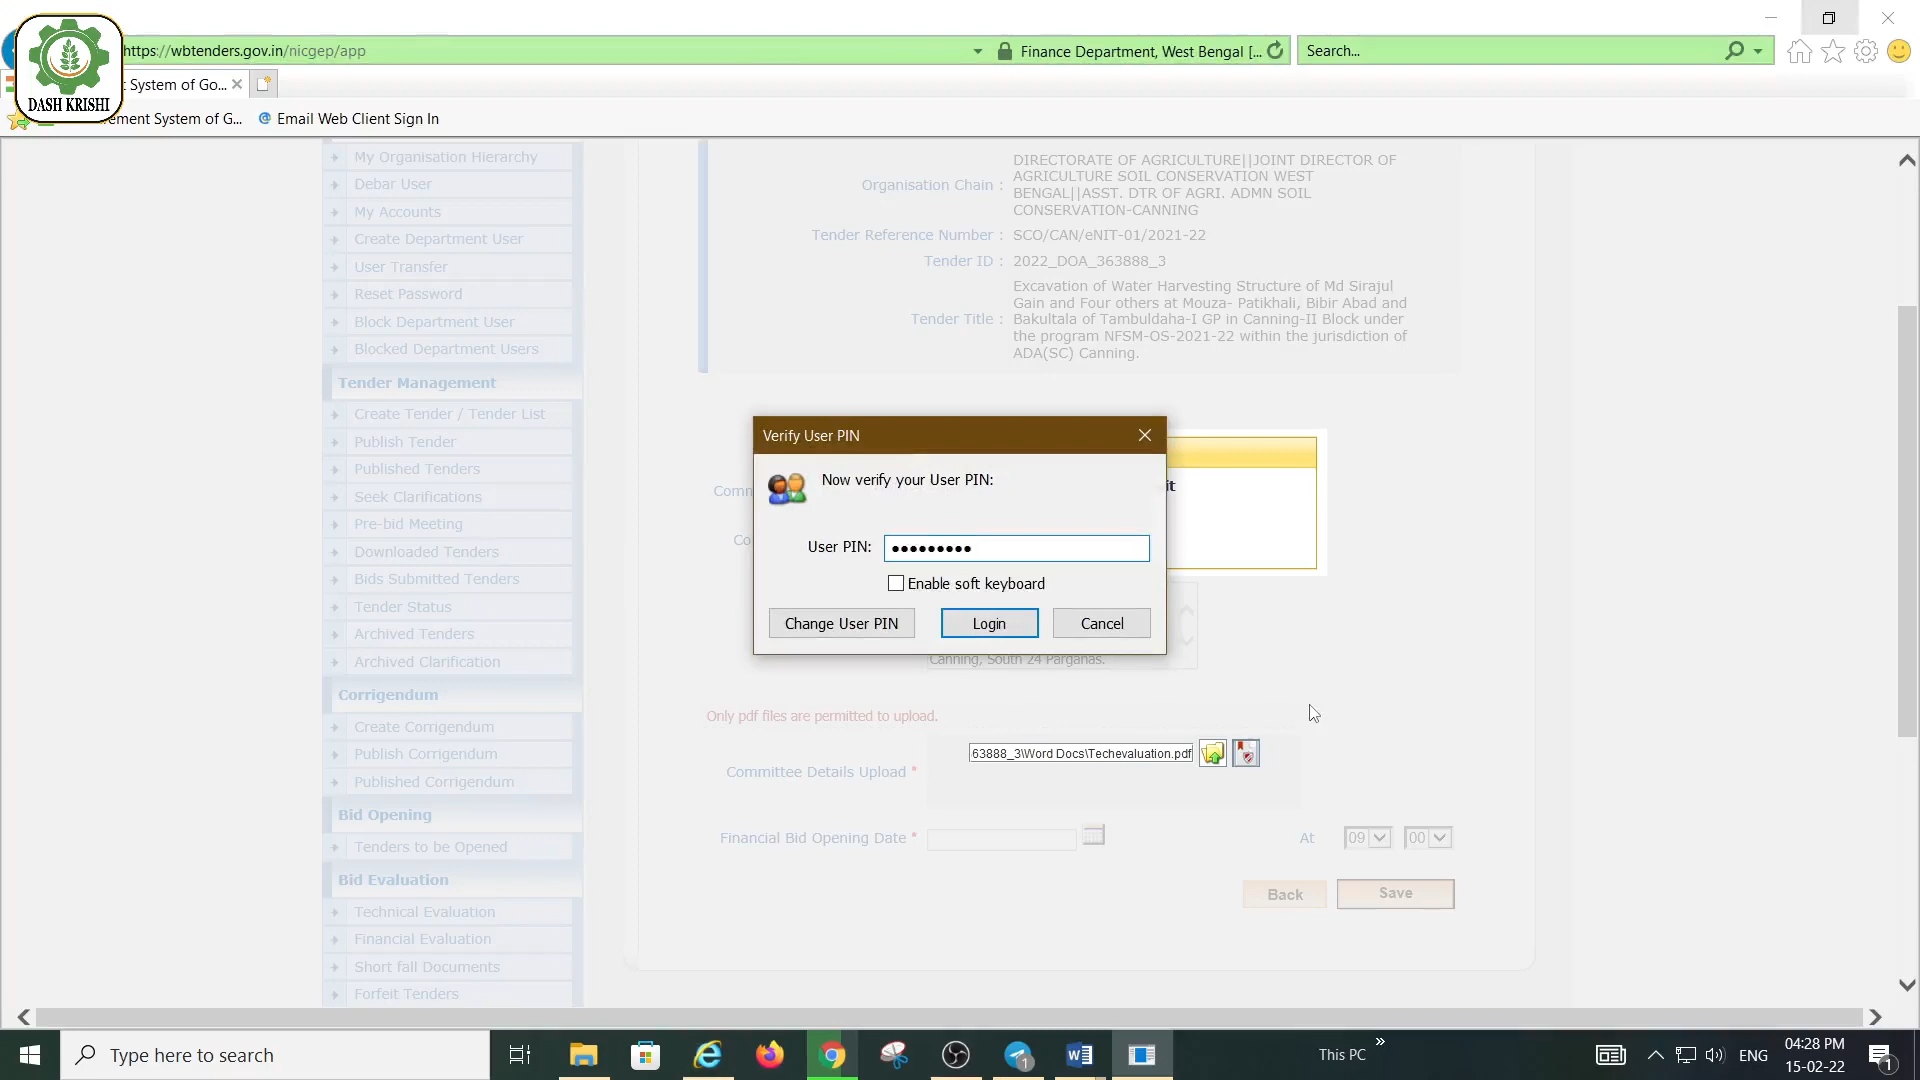 https://wbtenders.gov.in/nicgep/app
Finance Department, West Bengal [...
Search...
DASH KRISHI
t System of Go...
ement System of G...
Email Web Client Sign In
My Organisation Hierarchy
Debar User
My Accounts
Create Department User
User Transfer
Reset Password
Block Department User
Blocked Department Users
Tender Management
Create Tender / Tender List
Publish Tender
Published Tenders
Seek Clarifications
Pre-bid Meeting
Downloaded Tenders
Bids Submitted Tenders
Tender Status
Archived Tenders
Archived Clarification
Corrigendum
Create Corrigendum
Publish Corrigendum
Published Corrigendum
Bid Opening
Tenders to be Opened
Bid Evaluation
Technical Evaluation
Financial Evaluation
Short fall Documents
Forfeit Tenders
Organisation Chain :
DIRECTORATE OF AGRICULTURE||JOINT DIRECTOR OF
AGRICULTURE SOIL CONSERVATION WEST
BENGAL||ASST. DTR OF AGRI. ADMN SOIL
CONSERVATION-CANNING
Tender Reference Number : SCO/CAN/eNIT-01/2021-22
Tender ID : 2022_DOA_363888_3
Tender Title :
Excavation of Water Harvesting Structure of Md Sirajul
Gain and Four others at Mouza- Patikhali, Bibir Abad and
Bakultala of Tambuldaha-I GP in Canning-II Block under
the program NFSM-OS-2021-22 within the jurisdiction of
ADA(SC) Canning.
Comm
Co
it
Verify User PIN
Now verify your User PIN:
User PIN:
Enable soft keyboard
Change User PIN
Login
Cancel
Canning, South 24 Parganas.
Only pdf files are permitted to upload.
Committee Details Upload *
63888_3\Word Docs\Techevaluation.pdf
Financial Bid Opening Date *
At
09
00
Back
Save
Type here to search
1
This PC
»
ENG
04:28 PM
15-02-22
1